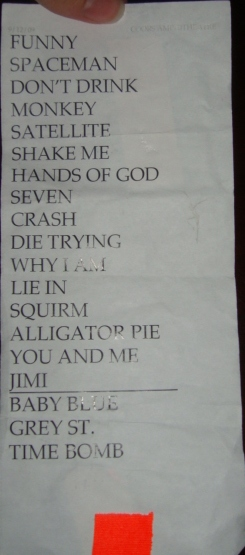 FUNNY
SPACEMAN
DON'T DRINK
MONKEY
SATELLITE
SHAKE ME
HANDS OF GOD
SEVEN
CRASH
DIE TRYING
WHY I AM
LIE IN
SQUIRM
ALLIGATOR PIE
YOU AND ME
JIMI
BABY BLUE
GREY ST.
TIME BOMB